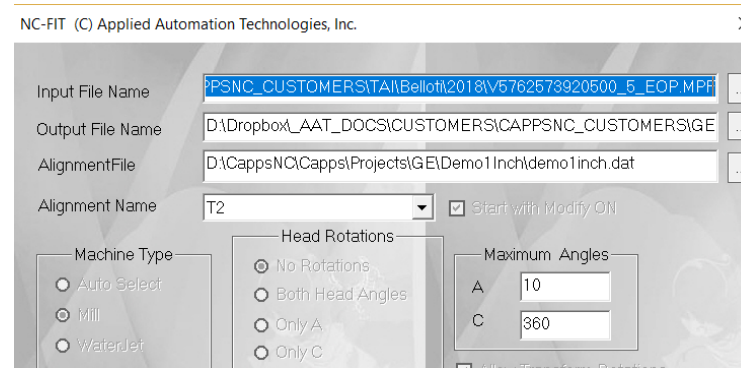 NC-FIT (C) Applied Automation Technologies, Inc.
Input File Name PPSNC_CUSTOMERS\TAI\Belloti\2018\V5762573920500_5_EOP.MPF
Output File Name D:\Dropbox\_AAT_DOCS\CUSTOMERS\CAPPSNC_CUSTOMERS\GE
AlignmentFile D:\CappsNC\Capps\Projects\GE\Demo1Inch\demo1inch.dat
Alignment Name T2 Start with Modify ON
Machine Type Head Rotations Maximum Angles
Auto Select No Rotations A 10
Mill Both Head Angles C 360
WaterJet Only A
Only C
Allow Transform Rotations